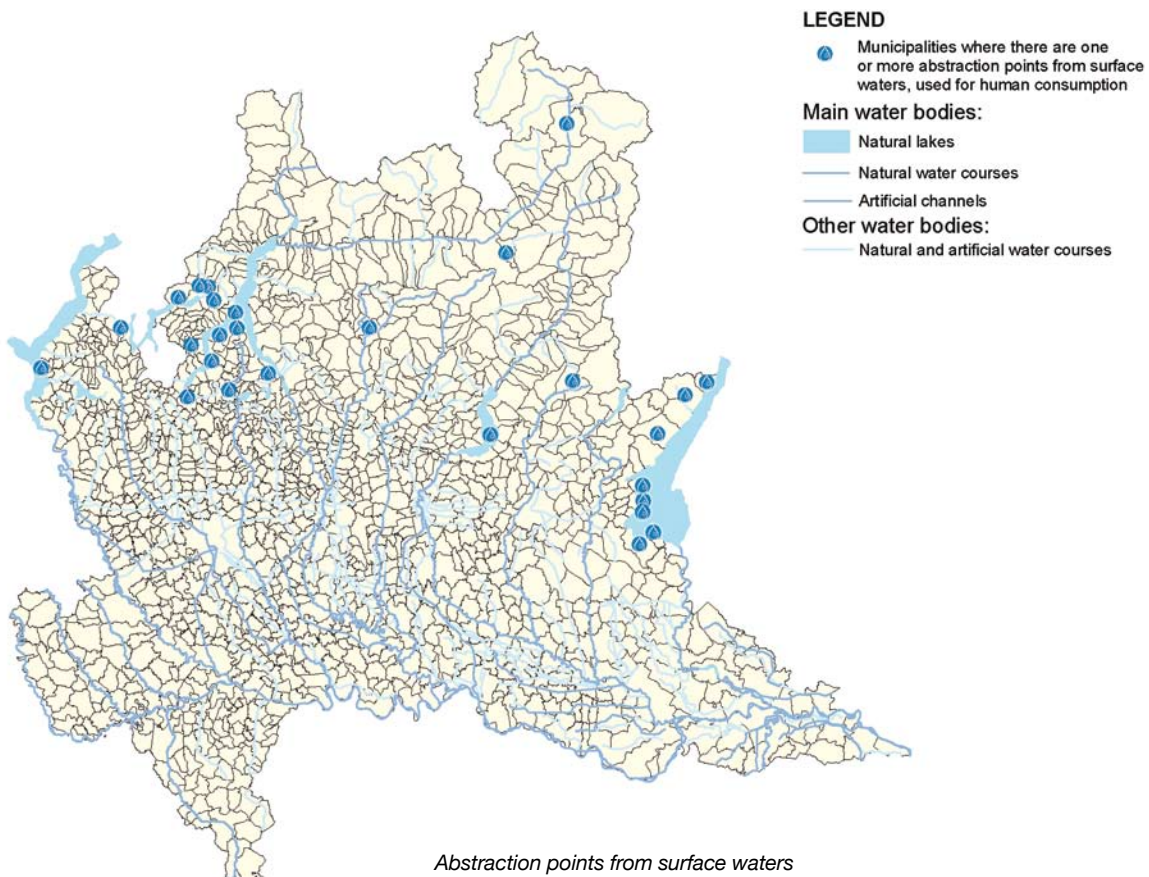 LEGEND
Municipalities where there are one
or more abstraction points from surface
waters, used for human consumption
Main water bodies:
Natural lakes
Natural water courses
Artificial channels
Other water bodies:
Natural and artificial water courses
Abstraction points from surface waters